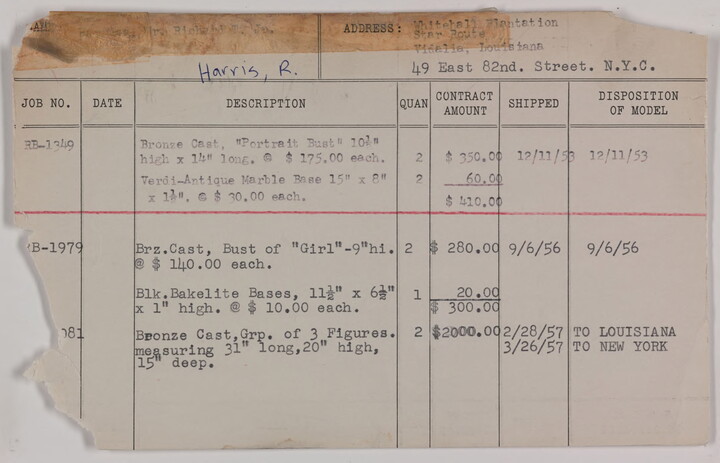 Mr. Richard Jr.
ADDRESS: Whitehall Plantation
Star Route
Vidalia, Louisiana
Harris, R.
49 East 82nd. Street. N.Y.C.
JOB NO. DATE DESCRIPTION QUAN CONTRACT AMOUNT SHIPPED DISPOSITION OF MODEL
BB-1349 Bronze Cast, "Portrait Bust" 10½"
high x 14" long. @ $ 175.00 each. 2 $ 350.00 12/11/53 12/11/53
Verdi-Antique Marble Base 15" x 8" 2 60.00
x 1½". @ $ 30.00 each. $ 410.00
B-1979 Brz.Cast, Bust of "Girl"-9"hi. 2 $ 280.00 9/6/56 9/6/56
@ $ 140.00 each.
Blk.Bakelite Bases, 11½" x 6½" 1 20.00
x 1" high. @ $ 10.00 each. $ 300.00
081 Bronze Cast,Grp. of 3 Figures. 2 $2000.00 2/28/57 TO LOUISIANA
measuring 31" long,20" high, 3/26/57 TO NEW YORK
15" deep.